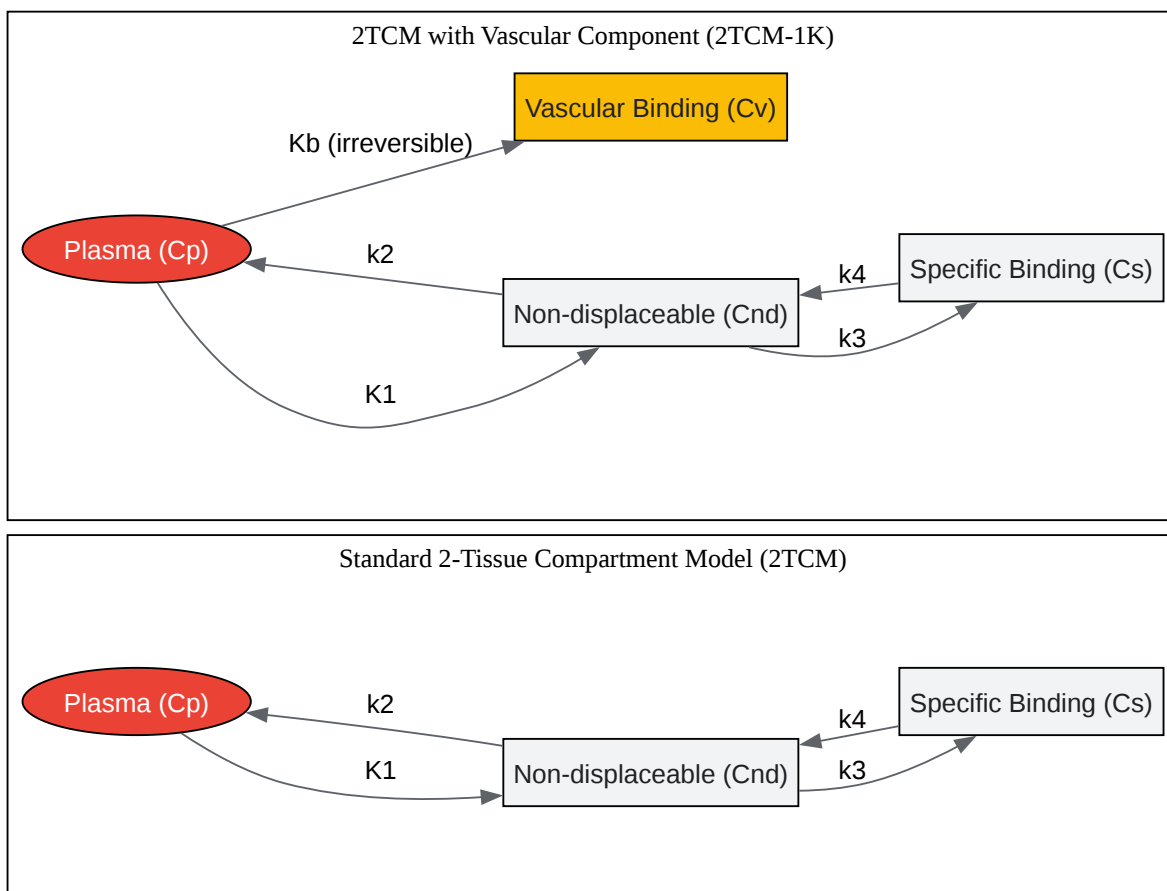 2TCM with Vascular Component (2TCM-1K)
Vascular Binding (Cv)
Kb (irreversible)
Plasma (Cp)
k2
Specific Binding (Cs)
k4
Non-displaceable (Cnd)
k3
K1
Standard 2-Tissue Compartment Model (2TCM)
Plasma (Cp)
k2
Specific Binding (Cs)
k4
K1
Non-displaceable (Cnd)
k3